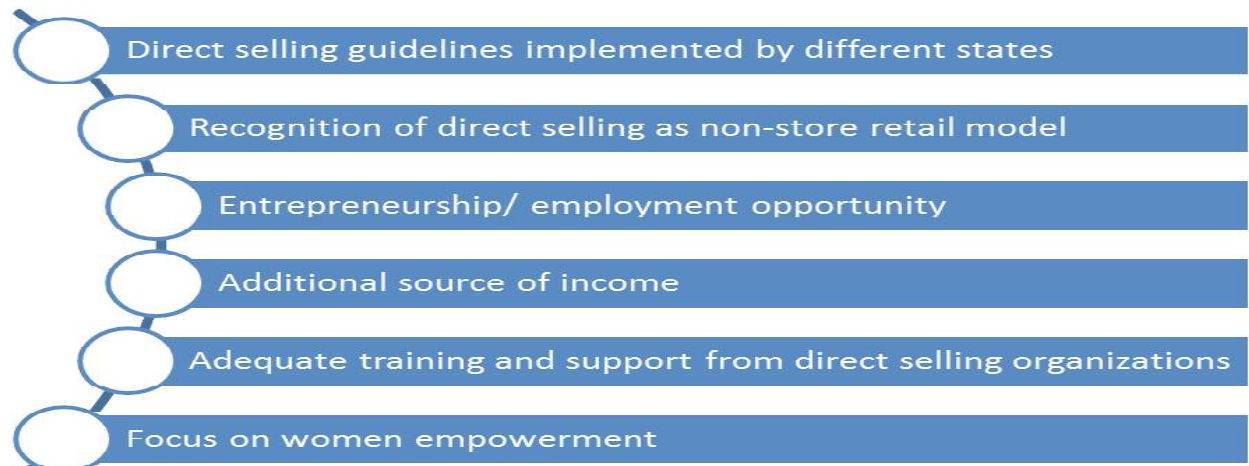 Direct selling guidelines implemented by different states
Recognition of direct selling as non-store retail model
Entrepreneurship/ employment opportunity
Additional source of income
Adequate training and support from direct selling organizations
Focus on women empowerment